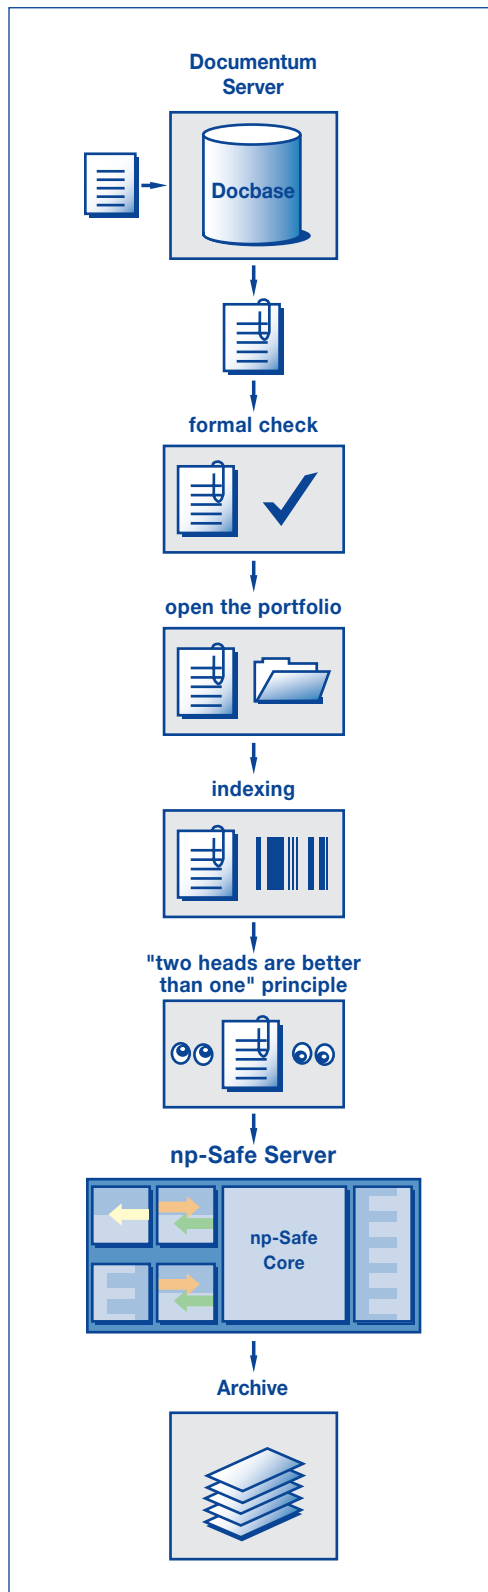 Documentum
Server
Docbase
formal check
open the portfolio
indexing
"two heads are better
than one" principle
np-Safe Server
np-Safe
Core
Archive